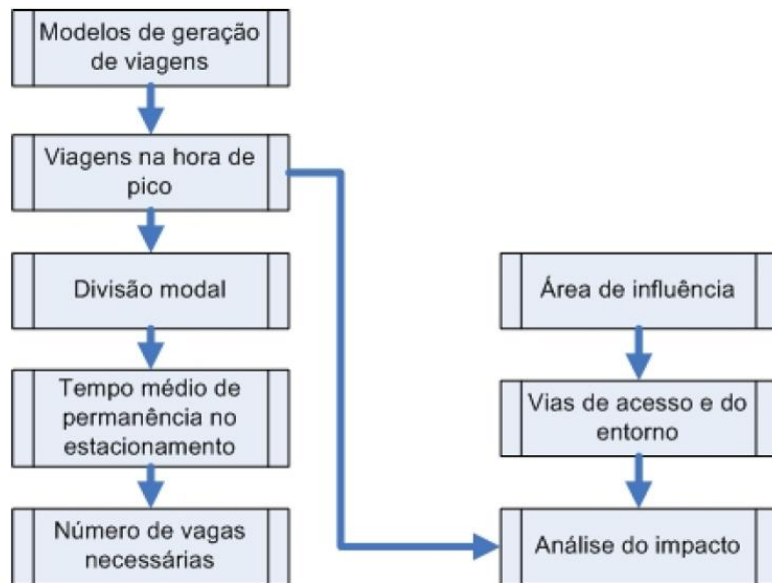 Modelos de geração
de viagens
Viagens na hora de
pico
Divisão modal
Tempo médio de
permanência no
estacionamento
Número de vagas
necessárias
Área de influência
Vias de acesso e do
entorno
Análise do impacto